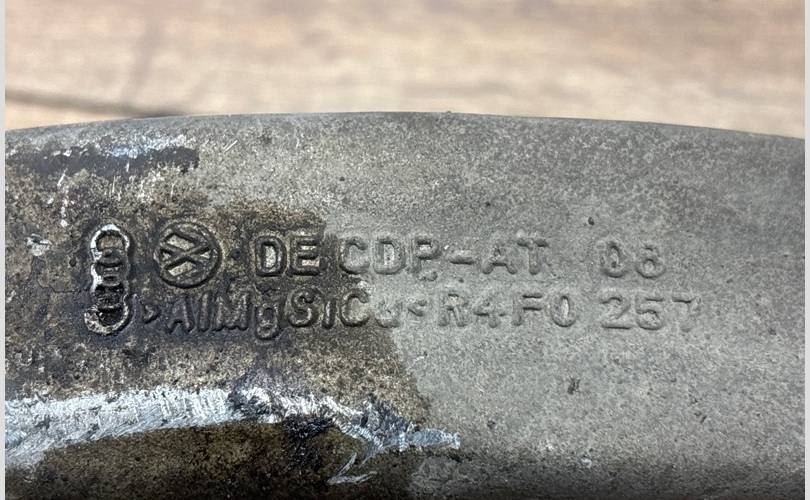 DE CDP-AT 08
>AlMgSiCu< R4F0 257